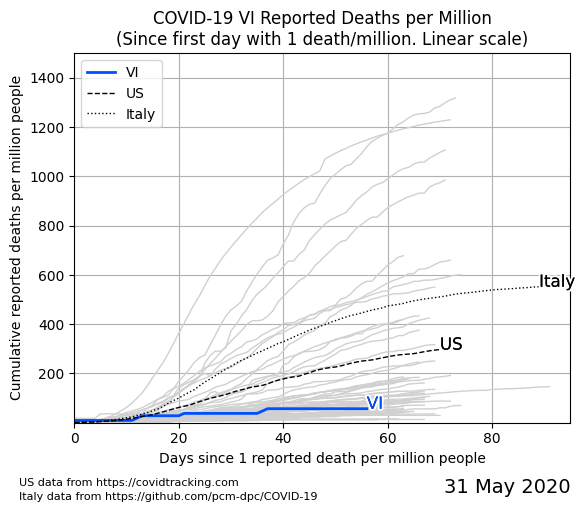 COVID-19 VI Reported Deaths per Million
(Since first day with 1 death/million. Linear scale)
VI
US
Italy
1400
1200
1000
800
600
400
200
Cumulative reported deaths per million people
Italy
US
VI
0
20
40
60
80
Days since 1 reported death per million people
US data from https://covidtracking.com
Italy data from https://github.com/pcm-dpc/COVID-19
31 May 2020